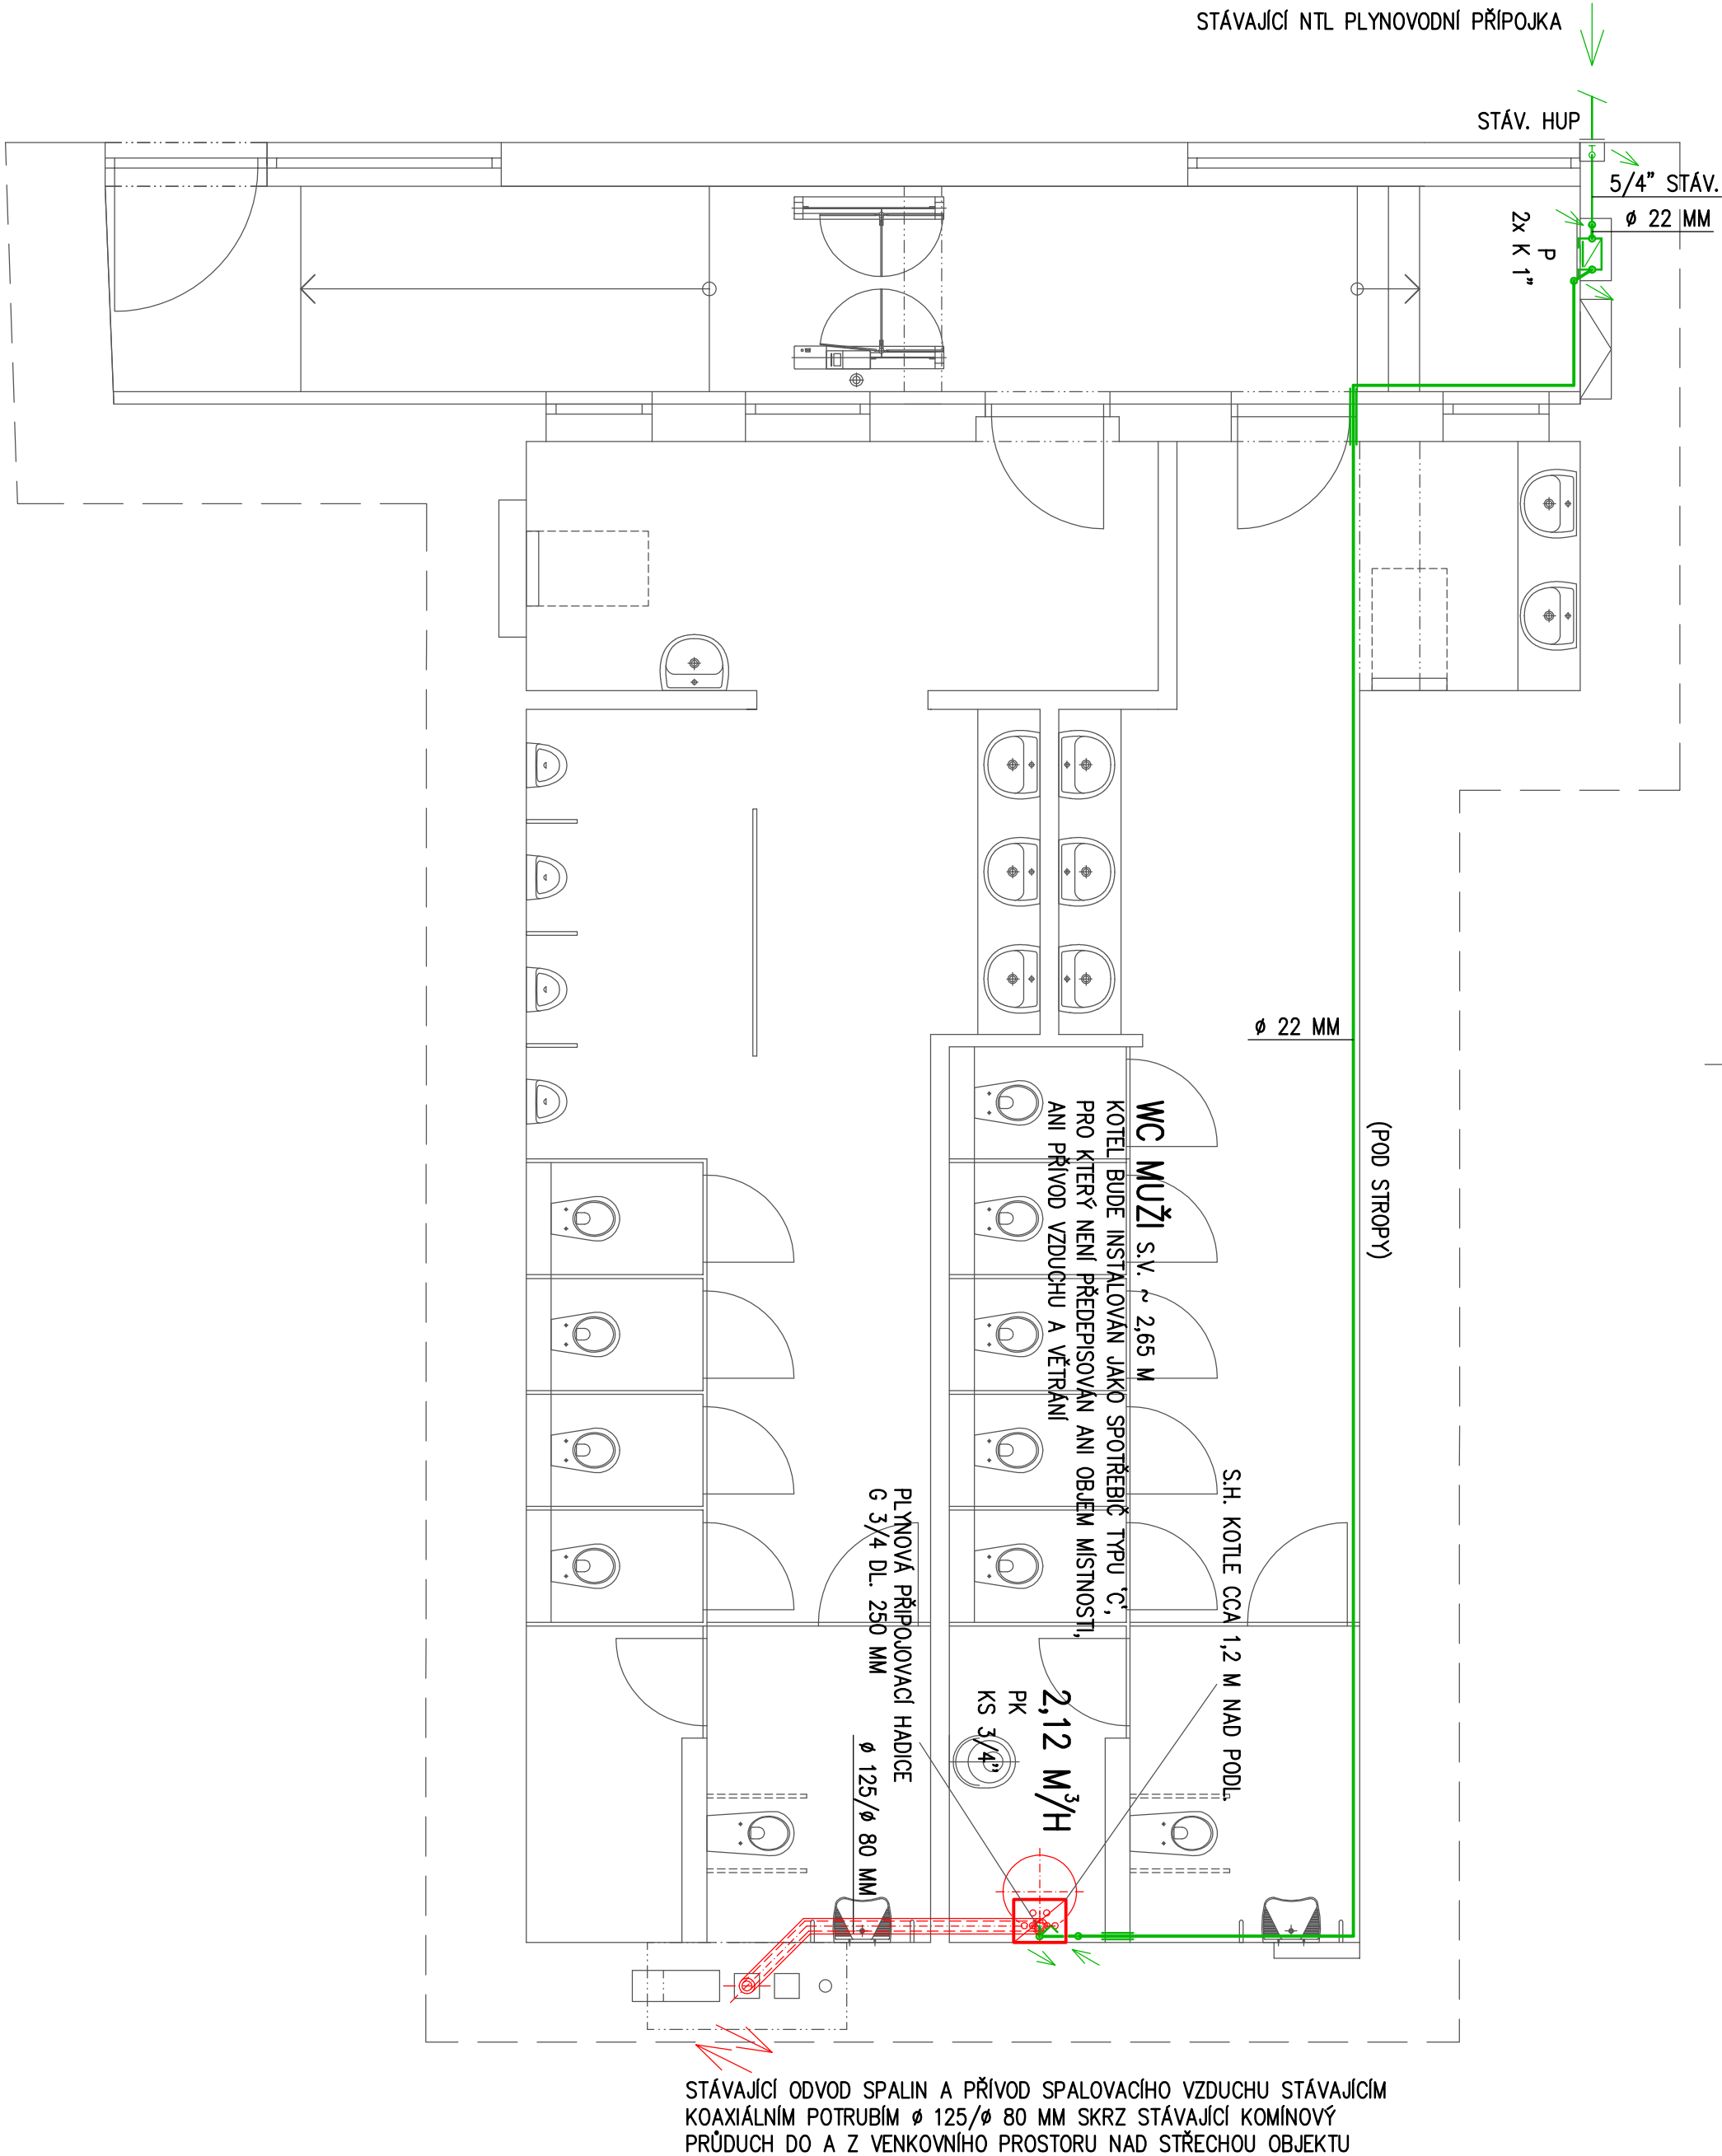 STÁVAJÍCÍ NTL PLYNOVODNÍ PŘÍPOJKA
STÁV. HUP
5/4" STÁV.
ø 22 MM
P
2x K 1"
ø 22 MM
(POD STROPY)
WC MUŽI S.V. ~ 2,65 M
KOTEL BUDE INSTALOVÁN JAKO SPOTŘEBIČ TYPU "C",
PRO KTERÝ NENÍ PŘEDEPISOVÁN ANI OBJEM MÍSTNOSTI,
ANI PŘÍVOD VZDUCHU A VĚTRÁNÍ
S.H. KOTLE CCA 1,2 M NAD PODL.
PLYNOVÁ PŘIPOJOVACÍ HADICE
G 3/4 DL. 250 MM
2,12 M³/H
PK
KS 3/4"
ø 125/ø 80 MM
STÁVAJÍCÍ ODVOD SPALIN A PŘÍVOD SPALOVACÍHO VZDUCHU STÁVAJÍCÍM
KOAXIÁLNÍM POTRUBÍM ø 125/ø 80 MM SKRZ STÁVAJÍCÍ KOMÍNOVÝ
PRŮDUCH DO A Z VENKOVNÍHO PROSTORU NAD STŘECHOU OBJEKTU